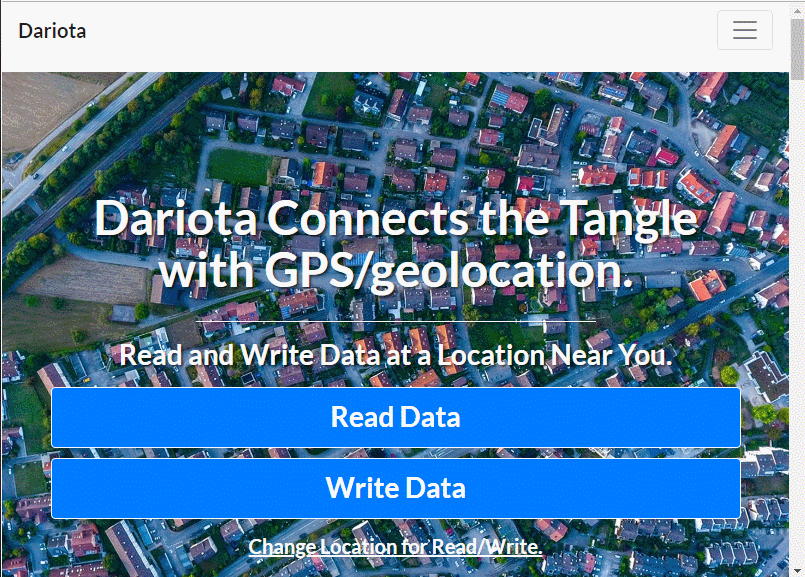 Dariota
Dariota Connects the Tangle
with GPS/geolocation.
Read and Write Data at a Location Near You.
Read Data
Write Data
Change Location for Read/Write.